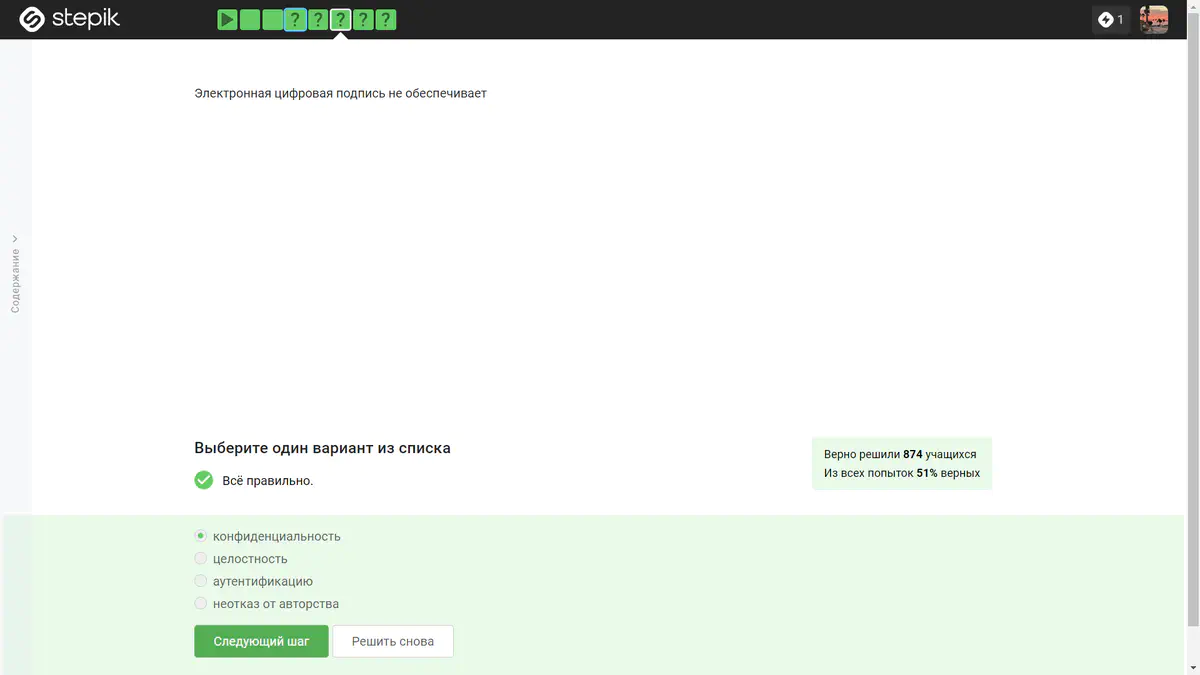 stepik
? ? ? ? ?
1
Содержание
Электронная цифровая подпись не обеспечивает
Выберите один вариант из списка
Верно решили 874 учащихся
Всё правильно.
Из всех попыток 51% верных
конфиденциальность
целостность
аутентификацию
неотказ от авторства
Следующий шаг
Решить снова